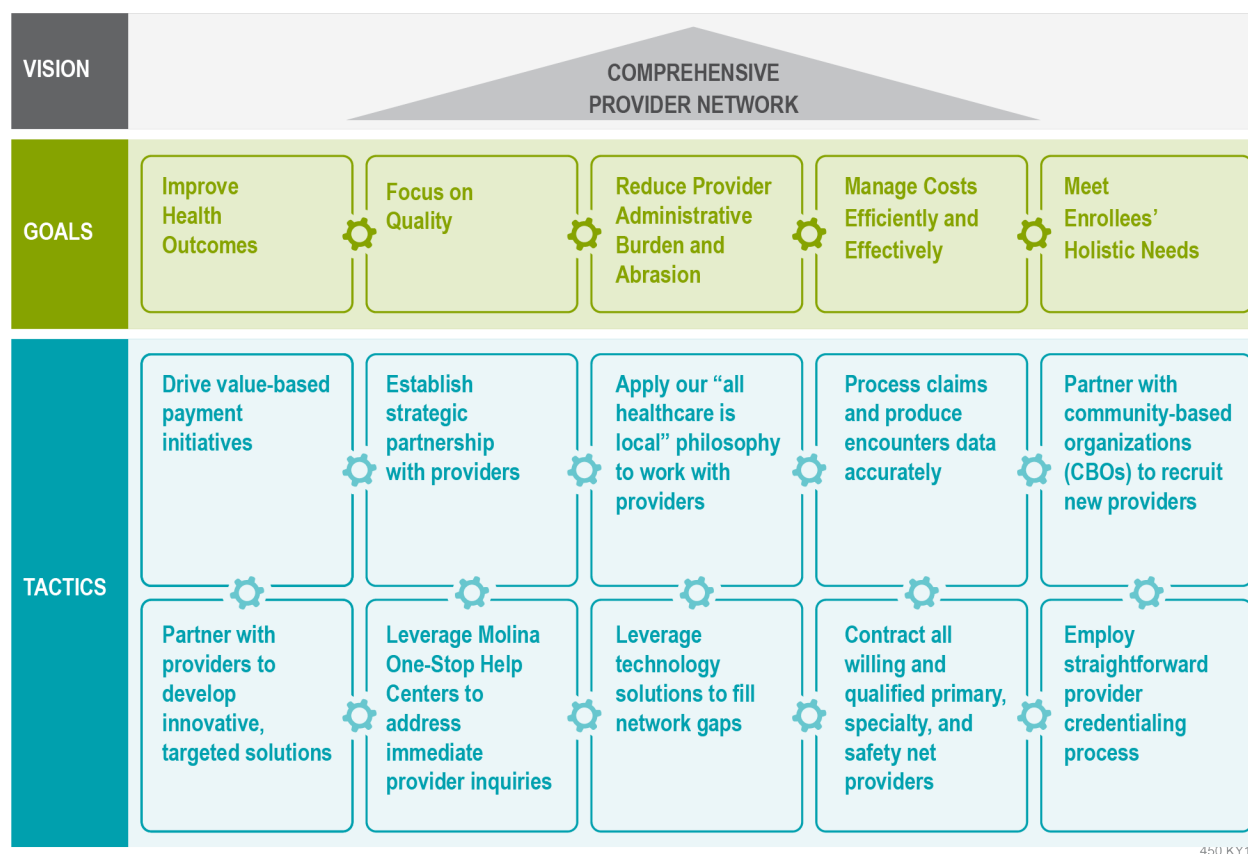 VISION
COMPREHENSIVE
PROVIDER NETWORK
GOALS
Improve
Health
Outcomes
Focus on
Quality
Reduce Provider
Administrative
Burden and
Abrasion
Manage Costs
Efficiently and
Effectively
Meet
Enrollees’
Holistic Needs
TACTICS
Drive value-based
payment
initiatives
Establish
strategic
partnership
with providers
Apply our “all
healthcare is
local” philosophy
to work with
providers
Process claims
and produce
encounters data
accurately
Partner with
community-based
organizations
(CBOs) to recruit
new providers
Partner with
providers to
develop
innovative,
targeted solutions
Leverage Molina
One-Stop Help
Centers to
address
immediate
provider inquiries
Leverage
technology
solutions to fill
network gaps
Contract all
willing and
qualified primary,
specialty, and
safety net
providers
Employ
straightforward
provider
credentialing
process
450 KY1